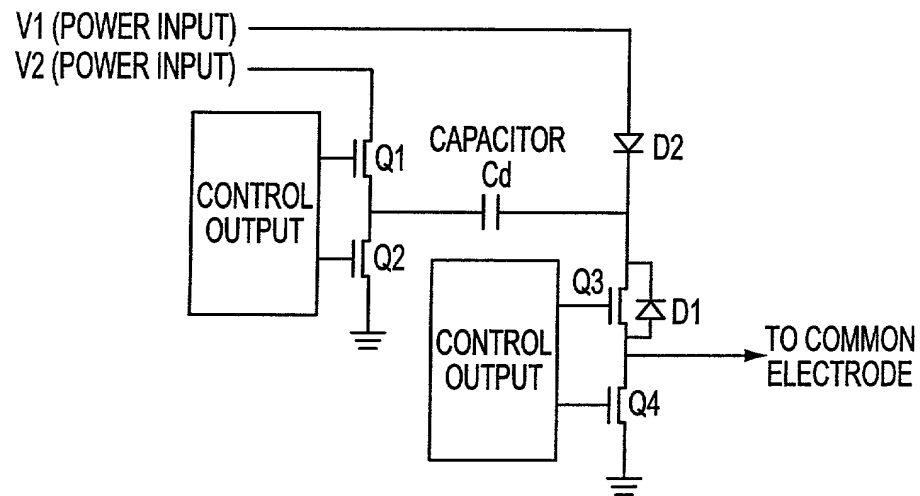 V1 (POWER INPUT)
V2 (POWER INPUT)
CONTROL
OUTPUT
Q1
Q2
CAPACITOR
Cd
D2
CONTROL
OUTPUT
Q3
D1
Q4
TO COMMON
ELECTRODE